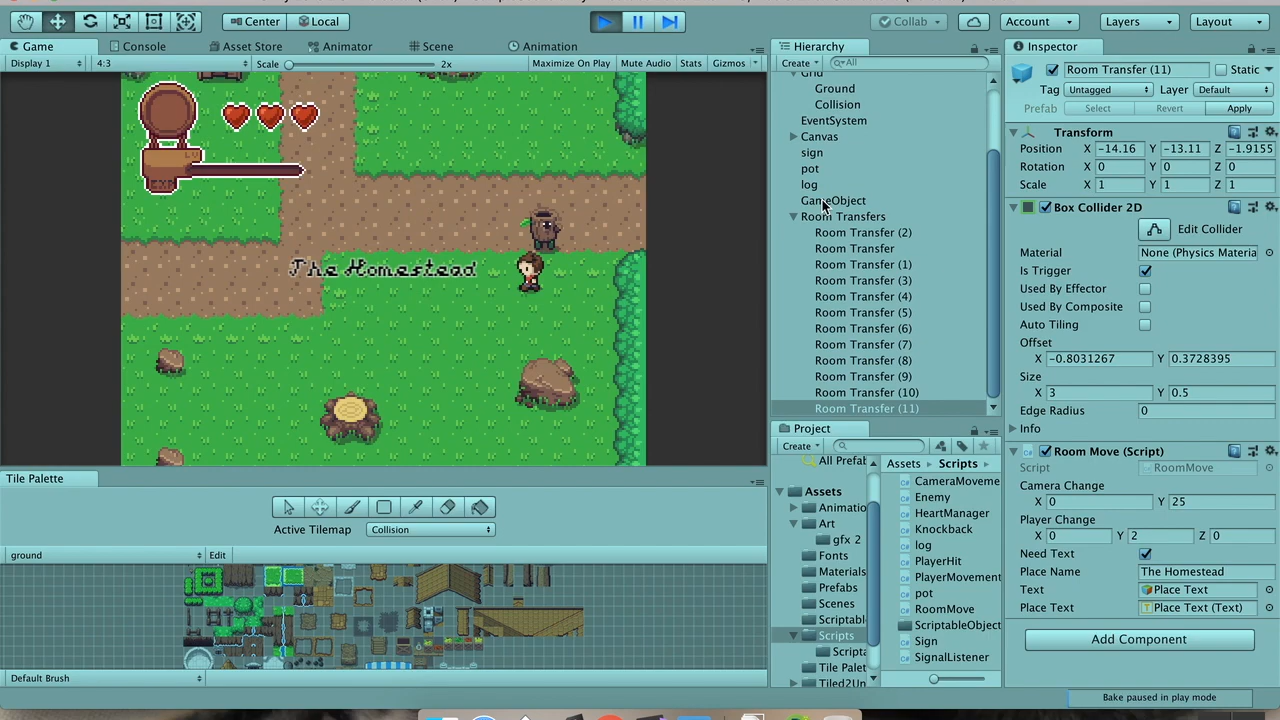 Center
Local
Collab
Account
Layers
Layout
Game
Console
Asset Store
Animator
Scene
Animation
Display 1
4:3
Scale
2x
Maximize On Play
Mute Audio
Stats
Gizmos
The Homestead
Hierarchy
Create
All
Grid
Ground
Collision
EventSystem
Canvas
sign
pot
log
GameObject
Room Transfers
Room Transfer (2)
Room Transfer
Room Transfer (1)
Room Transfer (3)
Room Transfer (4)
Room Transfer (5)
Room Transfer (6)
Room Transfer (7)
Room Transfer (8)
Room Transfer (9)
Room Transfer (10)
Room Transfer (11)
Inspector
Room Transfer (11)
Static
Tag Untagged Layer Default
Prefab Select Revert Apply
Transform
Position X -14.16 Y -13.11 Z -1.9155
Rotation X 0 Y 0 Z 0
Scale X 1 Y 1 Z 1
Box Collider 2D
Edit Collider
Material None (Physics Materia
Is Trigger
Used By Effector
Used By Composite
Auto Tiling
Offset
X -0.8031267 Y 0.3728395
Size
X 3 Y 0.5
Edge Radius 0
Info
Room Move (Script)
Script RoomMove
Camera Change
X 0 Y 25
Player Change
X 0 Y 2 Z 0
Need Text
Place Name The Homestead
Text Place Text
Place Text Place Text (Text)
Add Component
Project
Create
All Prefab
Assets
Animatio
Art
gfx 2
Fonts
Materials
Prefabs
Scenes
Scriptabl
Scripts
Scripta
Tile Palet
Tiled2Un
Assets Scripts
CameraMoveme
Enemy
HeartManager
Knockback
log
PlayerHit
PlayerMovement
pot
RoomMove
ScriptableObject
Sign
SignalListener
Tile Palette
Active Tilemap Collision
ground Edit
Default Brush
Bake paused in play mode